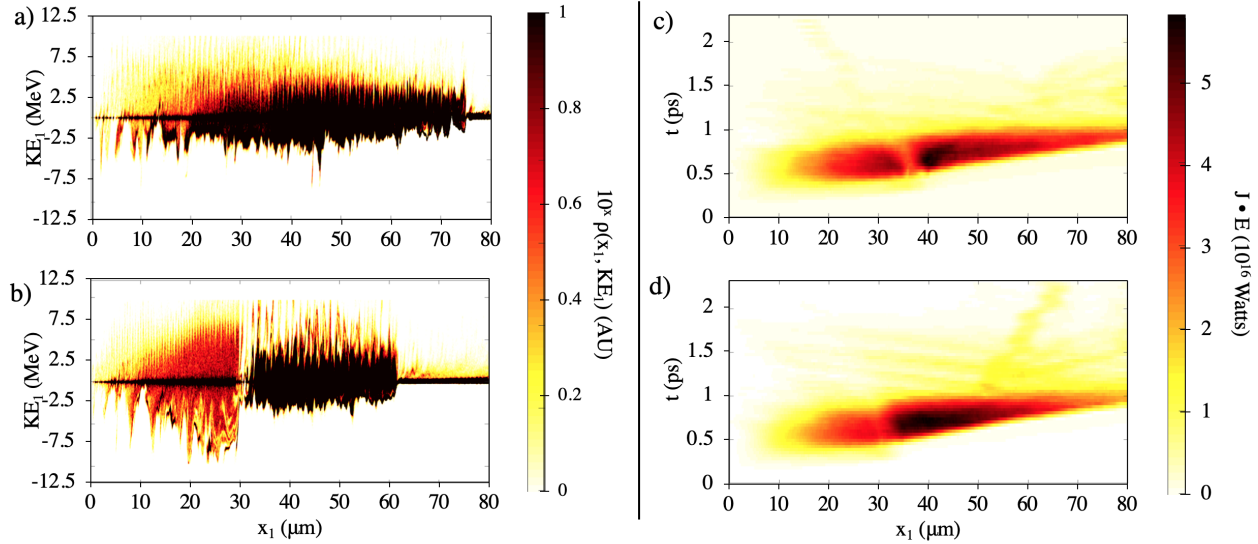 a)
12.5
7.5
2.5
-2.5
-7.5
-12.5
KE₁ (MeV)
0 10 20 30 40 50 60 70 80
b)
12.5
7.5
2.5
-2.5
-7.5
-12.5
KE₁ (MeV)
0 10 20 30 40 50 60 70 80
x₁ (μm)
1
0.8
0.6
0.4
0.2
0
10ˣ ρ(x₁, KE₁) (AU)
c)
2
1.5
1
0.5
0
t (ps)
0 10 20 30 40 50 60 70 80
d)
2
1.5
1
0.5
0
t (ps)
0 10 20 30 40 50 60 70 80
x₁ (μm)
5
4
3
2
1
0
J • E (10¹⁶ Watts)